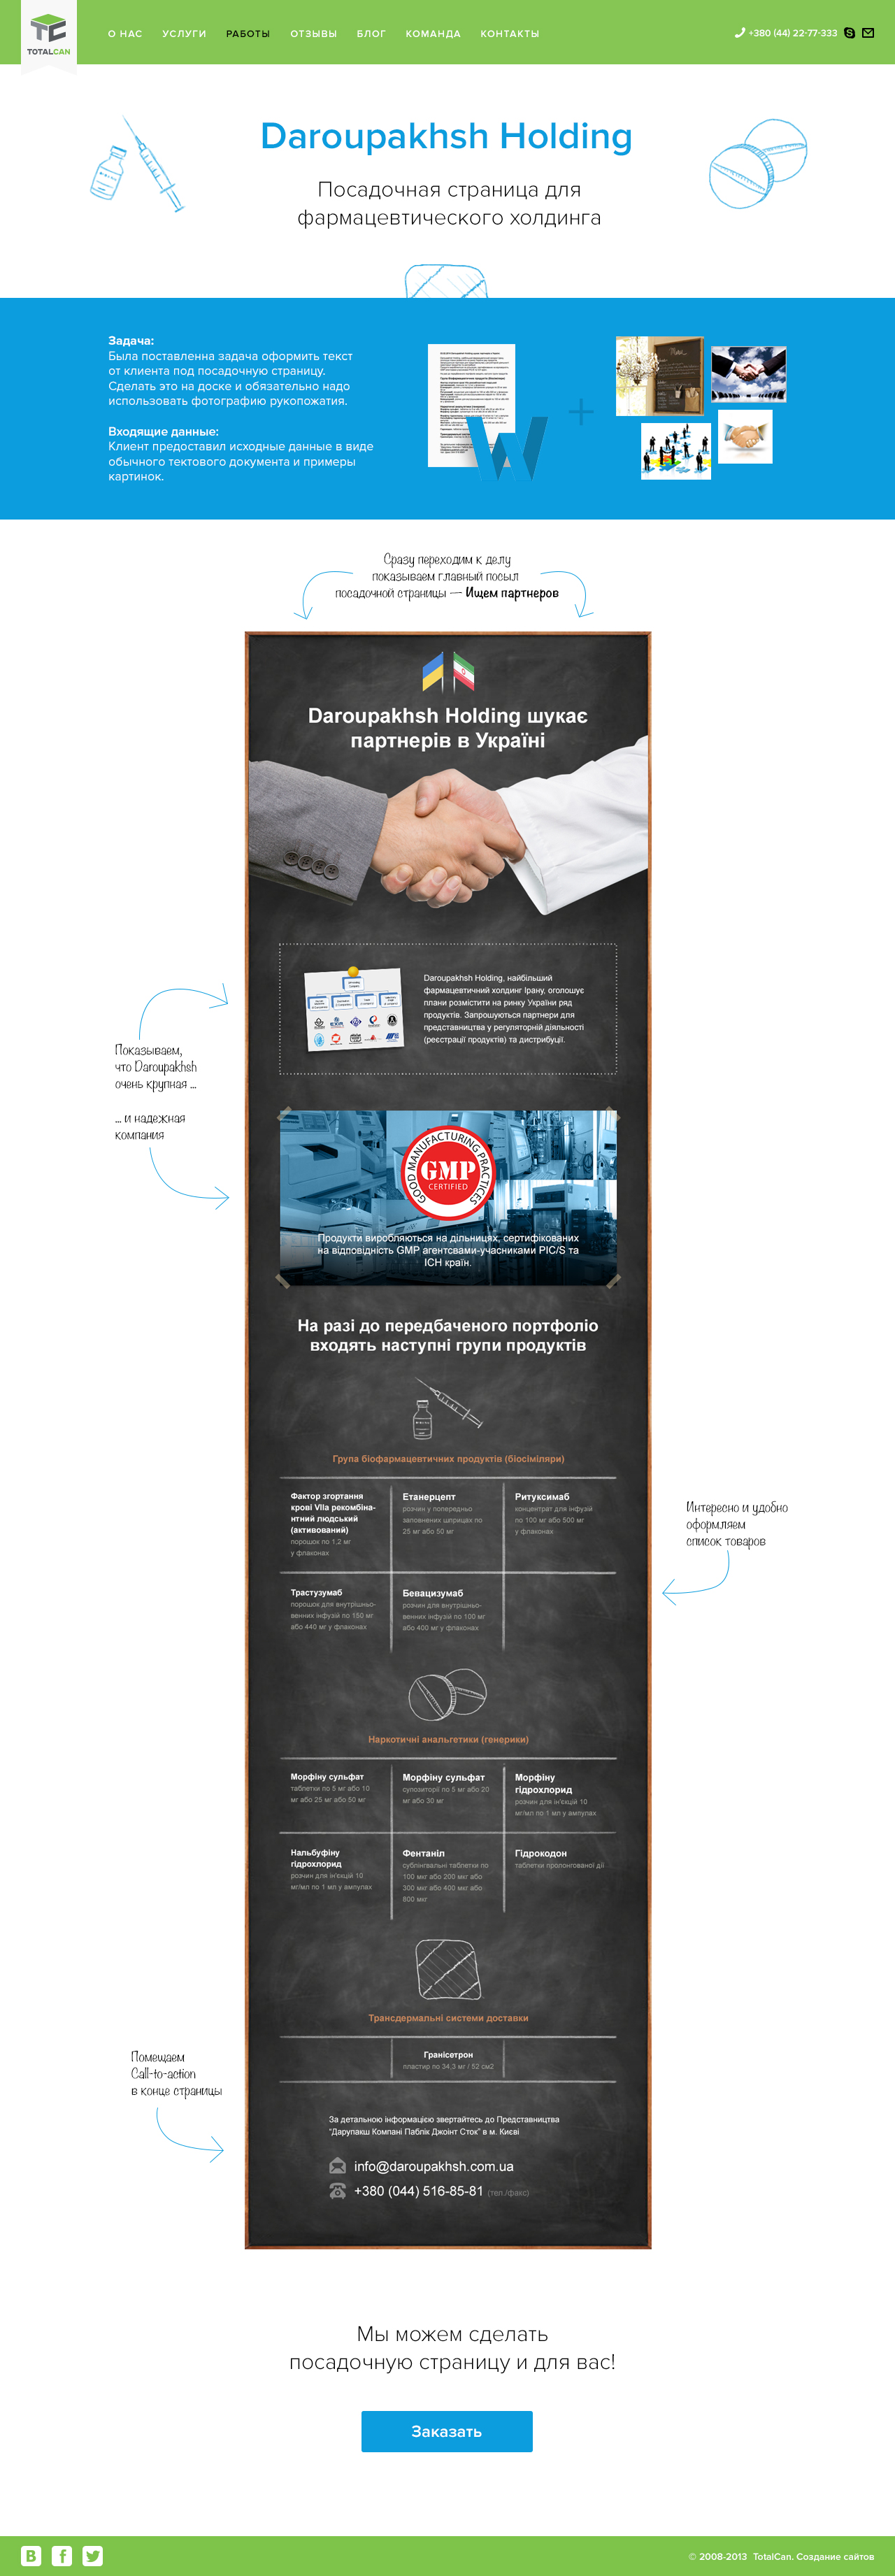 TOTALCAN
О НАС УСЛУГИ РАБОТЫ ОТЗЫВЫ БЛОГ КОМАНДА КОНТАКТЫ
+380 (44) 22-77-333
Daroupakhsh Holding
Посадочная страница для
фармацевтического холдинга
Задача:
Была поставленна задача оформить текст
от клиента под посадочную страницу.
Сделать это на доске и обязательно надо
использовать фотографию рукопожатия.
Входящие данные:
Клиент предоставил исходные данные в виде
обычного тектового документа и примеры
картинок.
W
+
Сразу переходим к делу
показываем главный посыл
посадочной страницы — Ищем партнеров
Daroupakhsh Holding шукає
партнерів в Україні
Daroupakhsh Holding, найбільший
фармацевтичний холдинг Ірану, оголошує
плани розмістити на ринку України ряд
продуктів. Запрошуються партнери для
представництва у регуляторній діяльності
(реєстрації продуктів) та дистрибуції.
Показываем,
что Daroupakhsh
очень крупная ...
... и надежная
компания
GOOD MANUFACTURING PRACTICES
GMP
CERTIFIED
Продукти виробляються на дільницях, сертифікованих
на відповідність GMP агентсвами-учасниками PIC/S та
ICH країн.
На разі до передбаченого портфоліо
входять наступні групи продуктів
Група біофармацевтичних продуктів (біосіміляри)
Фактор згортання
крові VIIa рекомбіна-
нтний людський
(активований)
порошок по 1,2 мг
у флаконах
Етанерцепт
розчин у попередньо
заповнених шприцах по
25 мг або 50 мг
Ритуксимаб
концентрат для інфузій
по 100 мг або 500 мг
у флаконах
Интересно и удобно
оформляем
список товаров
Трастузумаб
порошок для внутрішньо-
венних інфузій по 150 мг
або 440 мг у флаконах
Бевацизумаб
розчин для внутрішньо-
венних інфузій по 100 мг
або 400 мг у флаконах
Наркотичні анальгетики (генерики)
Морфіну сульфат
таблетки по 5 мг або 10
мг або 25 мг або 50 мг
Морфіну сульфат
супозиторії по 5 мг або 20
мг або 30 мг
Морфіну
гідрохлорид
розчин для ін'єкцій 10
мг/мл по 1 мл у ампулах
Нальбуфіну
гідрохлорид
розчин для ін'єкцій 10
мг/мл по 1 мл у ампулах
Фентаніл
сублінгвальні таблетки по
100 мкг або 200 мкг або
300 мкг або 400 мкг або
800 мкг
Гідрокодон
таблетки пролонгованої дії
Трансдермальні системи доставки
Гранісетрон
пластир по 34.3 мг / 52 см2
Помещаем
Call-to-action
в конце страницы
За детальною інформацією звертайтесь до Представництва
"Дарупакш Компані Паблік Джоінт Сток" в м. Києві
info@daroupakhsh.com.ua
+380 (044) 516-85-81 (тел./факс)
Мы можем сделать
посадочную страницу и для вас!
Заказать
© 2008-2013 TotalCan. Создание сайтов